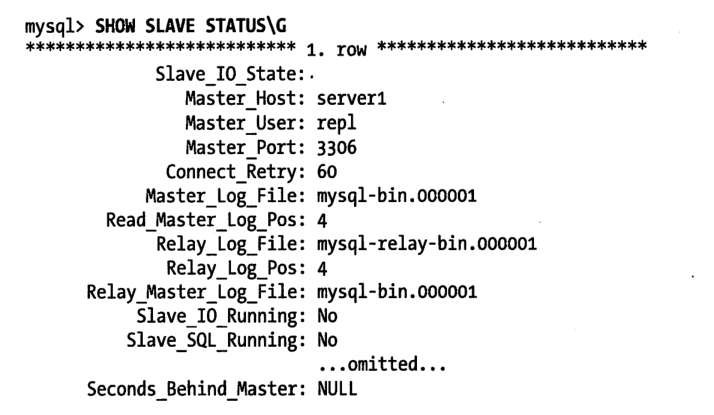 mysql> SHOW SLAVE STATUS\G
*************************** 1. row ***************************
Slave_IO_State:
Master_Host: server1
Master_User: repl
Master_Port: 3306
Connect_Retry: 60
Master_Log_File: mysql-bin.000001
Read_Master_Log_Pos: 4
Relay_Log_File: mysql-relay-bin.000001
Relay_Log_Pos: 4
Relay_Master_Log_File: mysql-bin.000001
Slave_IO_Running: No
Slave_SQL_Running: No
...omitted...
Seconds_Behind_Master: NULL